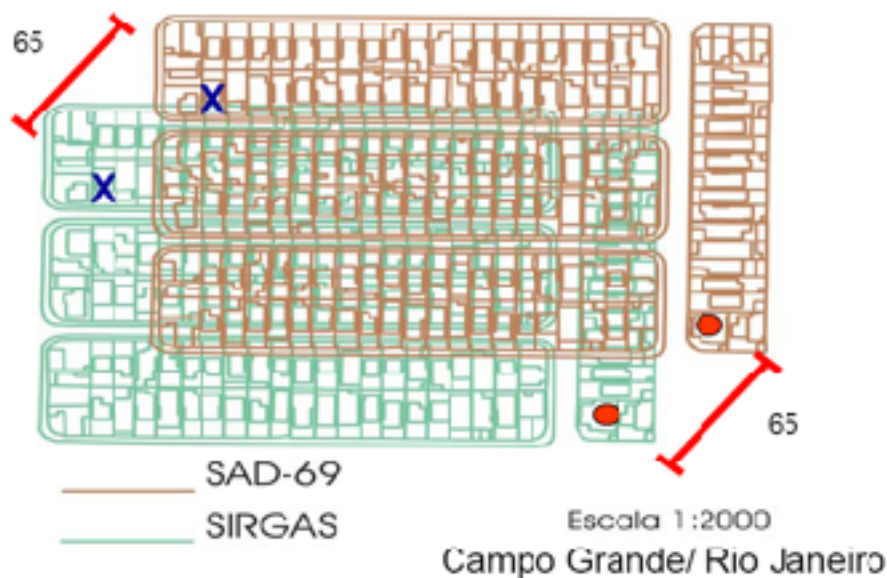 65
X
X
65
SAD-69
SIRGAS
Escala 1:2000
Campo Grande/ Rio Janeiro